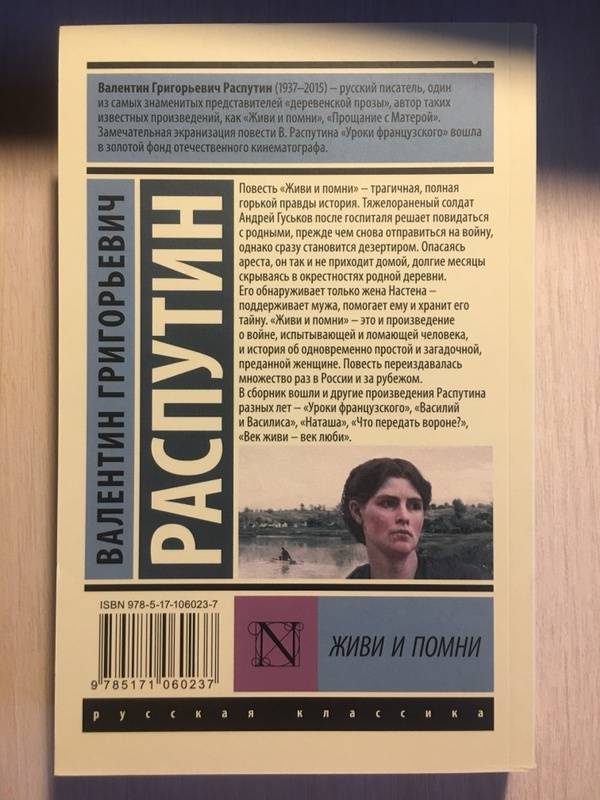 Валентин Григорьевич Распутин (1937–2015) – русский писатель, один
из самых знаменитых представителей «деревенской прозы», автор таких
известных произведений, как «Живи и помни», «Прощание с Матерой».
Замечательная экранизация повести В. Распутина «Уроки французского» вошла
в золотой фонд отечественного кинематографа.
ВАЛЕНТИН ГРИГОРЬЕВИЧ
РАСПУТИН
Повесть «Живи и помни» – трагичная, полная
горькой правды история. Тяжелораненый солдат
Андрей Гуськов после госпиталя решает повидаться
с родными, прежде чем снова отправиться на войну,
однако сразу становится дезертиром. Опасаясь
ареста, он так и не приходит домой, долгие месяцы
скрываясь в окрестностях родной деревни.
Его обнаруживает только жена Настена –
поддерживает мужа, помогает ему и хранит его
тайну. «Живи и помни» – это и произведение
о войне, испытывающей и ломающей человека,
и история об одновременно простой и загадочной,
преданной женщине. Повесть переиздавалась
множество раз в России и за рубежом.
В сборник вошли и другие произведения Распутина
разных лет – «Уроки французского», «Василий
и Василиса», «Наташа», «Что передать вороне?»,
«Век живи – век люби».
ISBN 978-5-17-106023-7
9 785171 060237
N
ЖИВИ И ПОМНИ
русская классика